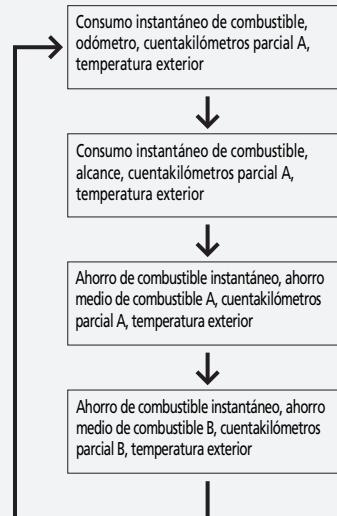 Consumo instantáneo de combustible,
odómetro, cuentakilómetros parcial A,
temperatura exterior
Consumo instantáneo de combustible,
alcance, cuentakilómetros parcial A,
temperatura exterior
Ahorro de combustible instantáneo, ahorro
medio de combustible A, cuentakilómetros
parcial A, temperatura exterior
Ahorro de combustible instantáneo, ahorro
medio de combustible B, cuentakilómetros
parcial B, temperatura exterior